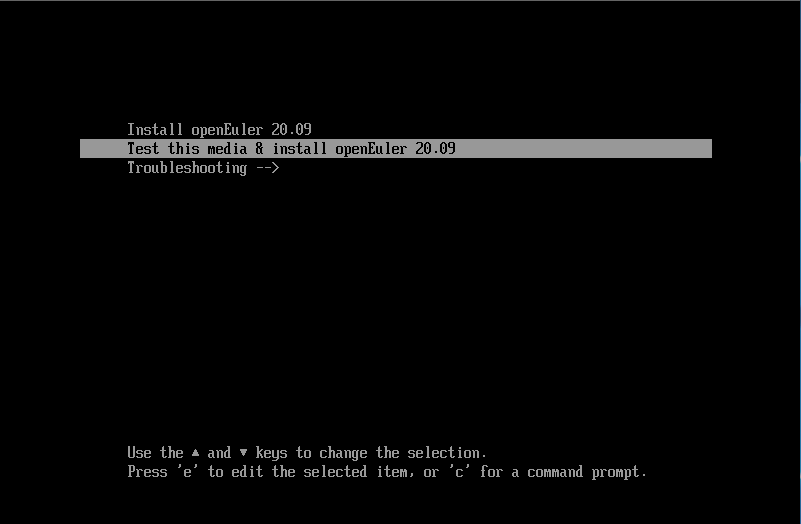 Install openEuler 20.09
Test this media & install openEuler 20.09
Troubleshooting -->
Use the ▲ and ▼ keys to change the selection.
Press 'e' to edit the selected item, or 'c' for a command prompt.